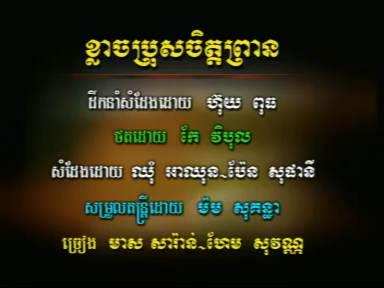 ខ្លាចប្រុសចិត្តព្រាន
ដឹកនាំសំដែងដោយ ហ៊ុយ ពុធ
ថតដោយ កែ វិបុល
សំដែងដោយ ឈុំ អាឈុន~ប៉ែន សុផានី
សម្រួលតន្ត្រីដោយ ម៉ម សុគន្ធា
ច្រៀង មាស សារ៉ាន់~ហែម សុវណ្ណ